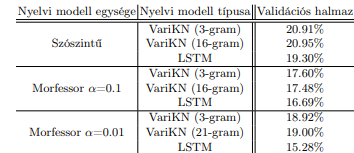 Nyelvi modell egysége Nyelvi modell típusa Validációs halmaz
Szószintű
VariKN (3-gram) 20.91%
VariKN (16-gram) 20.95%
LSTM 19.30%
Morfessor α=0.1
VariKN (3-gram) 17.60%
VariKN (16-gram) 17.48%
LSTM 16.69%
Morfessor α=0.01
VariKN (3-gram) 18.92%
VariKN (21-gram) 19.00%
LSTM 15.28%